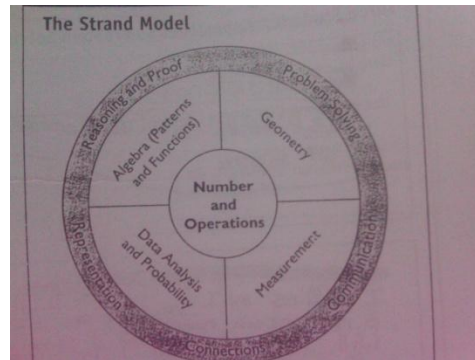 The Strand Model
Reasoning and Proof
Problem Solving
Algebra (Patterns
and Functions)
Geometry
Number
and
Operations
Data Analysis
and Probability
Measurement
Representation
Connection
Communication